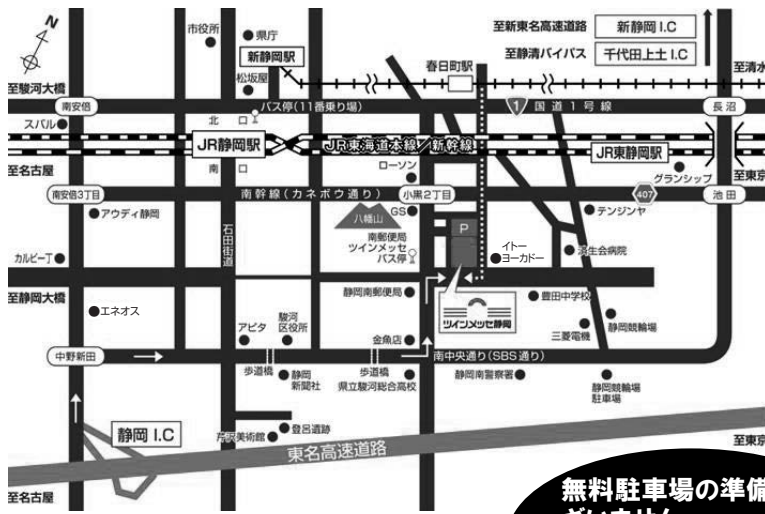 N
市役所
県庁
新静岡駅
松坂屋
至新東名高速道路
新静岡 I.C
至静清バイパス
千代田上土 I.C
春日町駅
至清水
至駿河大橋
南安倍
バス停(11番乗り場)
1
国道1号線
長沼
スバル
北 口
JR静岡駅
JR東海道本線/新幹線
JR東静岡駅
至名古屋
南 口
ローソン
グランシップ
至東京
南安倍3丁目
南幹線(カネボウ通り)
小黒2丁目
407
池田
アウディ静岡
八幡山
GS
P
テンジンヤ
石田街道
南郵便局
ツインメッセ
バス停
イトー
ヨーカドー
済生会病院
カルビー丁
至静岡大橋
静岡南郵便局
豊田中学校
エネオス
ツインメッセ静岡
アピタ
駿河
区役所
金魚店
三菱電機
静岡競輪場
中野新田
南中央通り(SBS通り)
歩道橋
静岡
新聞社
歩道橋
県立駿河総合高校
静岡南警察署
静岡競輪場
駐車場
静岡 I.C
登呂遺跡
芹沢美術館
東名高速道路
至東京
至名古屋
無料駐車場の準備
ざいません